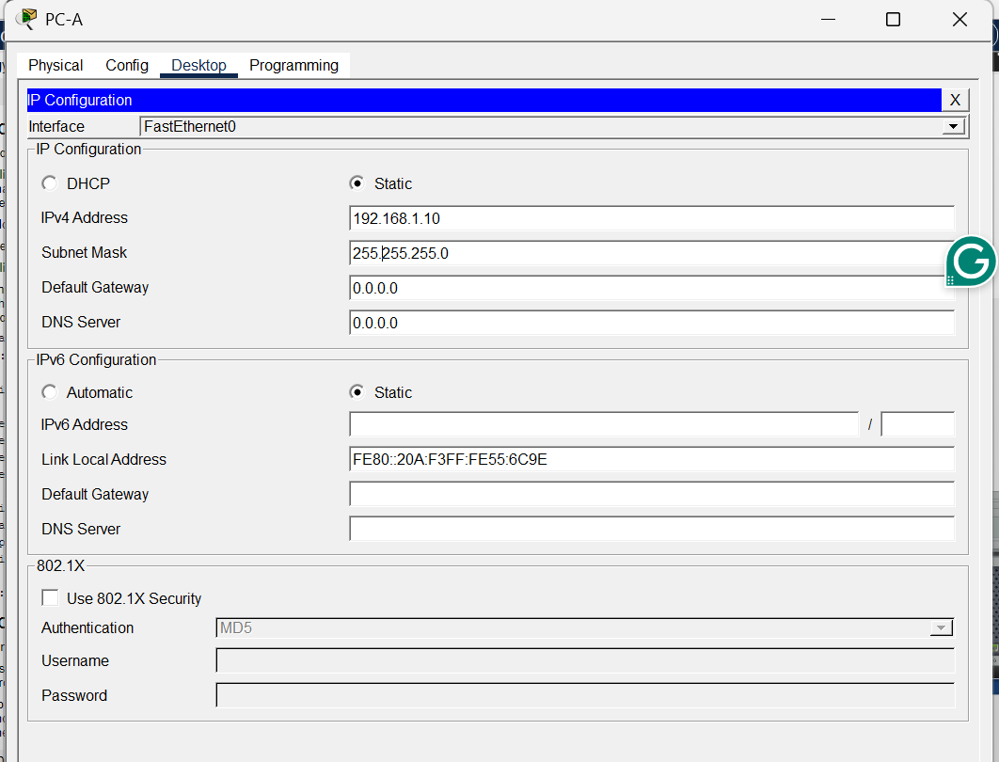 PC-A
Physical Config Desktop Programming
IP Configuration X
Interface FastEthernet0
IP Configuration
DHCP Static
IPv4 Address 192.168.1.10
Subnet Mask 255.255.255.0
Default Gateway 0.0.0.0
DNS Server 0.0.0.0
IPv6 Configuration
Automatic Static
IPv6 Address /
Link Local Address FE80::20A:F3FF:FE55:6C9E
Default Gateway
DNS Server
802.1X
Use 802.1X Security
Authentication MD5
Username
Password